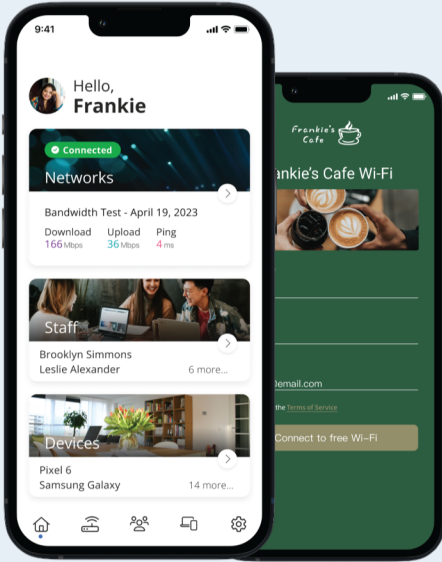 9:41
Hello,
Frankie
Connected
Networks
Bandwidth Test - April 19, 2023
Download Upload Ping
166 Mbps 36 Mbps 4 ms
Staff
Brooklyn Simmons
Leslie Alexander 6 more...
Devices
Pixel 6
Samsung Galaxy 14 more...
Frankie's
Cafe
ankie's Cafe Wi-Fi
@email.com
the Terms of Service
Connect to free Wi-Fi